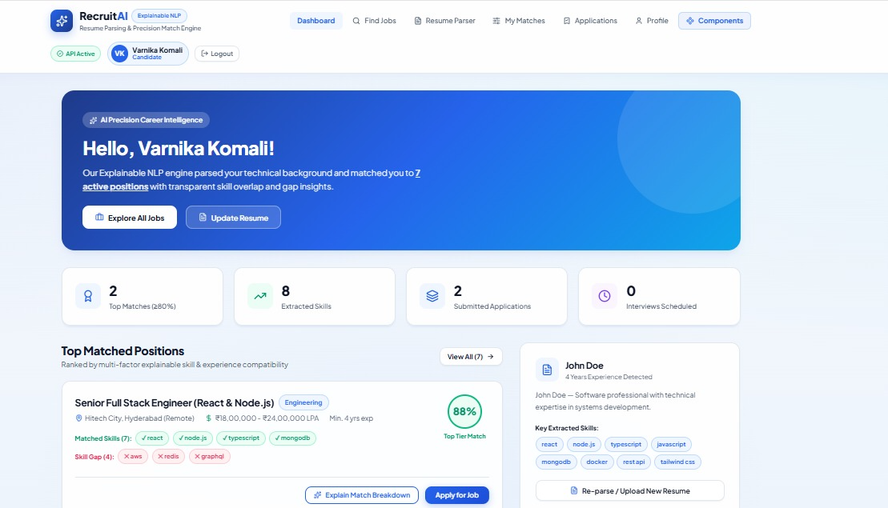 RecruitAI Explainable NLP
Resume Parsing & Precision Match Engine
Dashboard Find Jobs Resume Parser My Matches Applications Profile Components
API Active VK Varnika Komali Logout
Candidate
AI Precision Career Intelligence
Hello, Varnika Komali!
Our Explainable NLP engine parsed your technical background and matched you to 7
active positions with transparent skill overlap and gap insights.
Explore All Jobs Update Resume
2
Top Matches (≥80%)
8
Extracted Skills
2
Submitted Applications
0
Interviews Scheduled
Top Matched Positions
Ranked by multi-factor explainable skill & experience compatibility
View All (7) →
Senior Full Stack Engineer (React & Node.js) Engineering
Hitech City, Hyderabad (Remote) $ ₹18,00,000 - ₹24,00,000 LPA Min. 4 yrs exp
Matched Skills (7): ✓ react ✓ node.js ✓ typescript ✓ mongodb
Skill Gap (4): ✕ aws ✕ redis ✕ graphql
88%
Top Tier Match
Explain Match Breakdown Apply for Job
John Doe
4 Years Experience Detected
John Doe — Software professional with technical
expertise in systems development.
Key Extracted Skills:
react node.js typescript javascript
mongodb docker rest api tailwind css
Re-parse / Upload New Resume